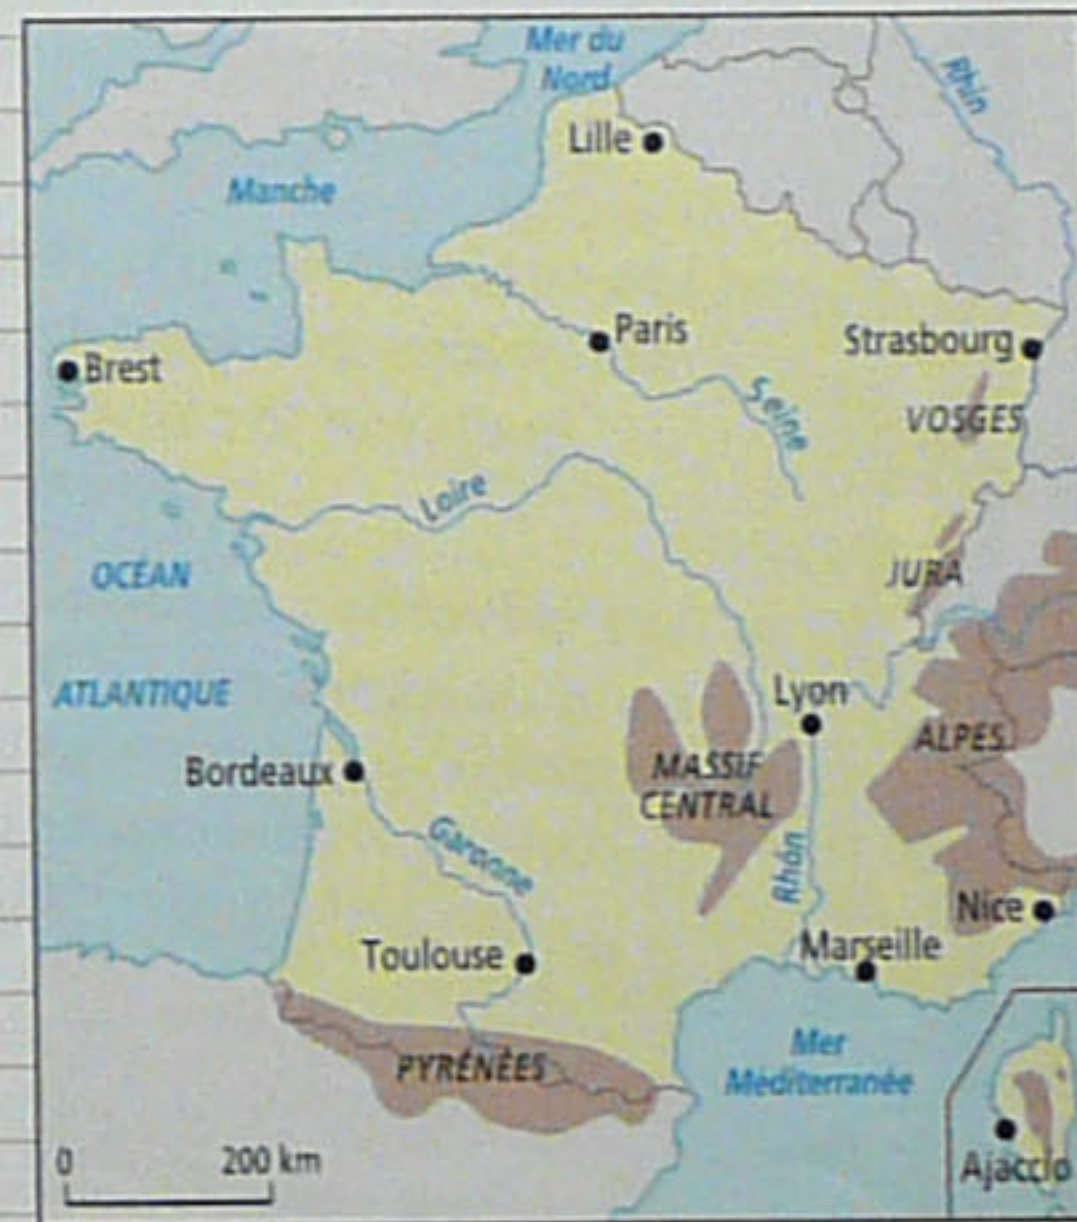 Mer du
Nord
Rhin
Lille
Manche
Paris
Strasbourg
Brest
Seine
VOSGES
Loire
OCÉAN
JURA
ATLANTIQUE
Lyon
ALPES
MASSIF
CENTRAL
Bordeaux
Garonne
Rhôn
Nice
Toulouse
Marseille
Mer
Méditerranée
PYRÉNÉES
0 200 km
Ajaccio